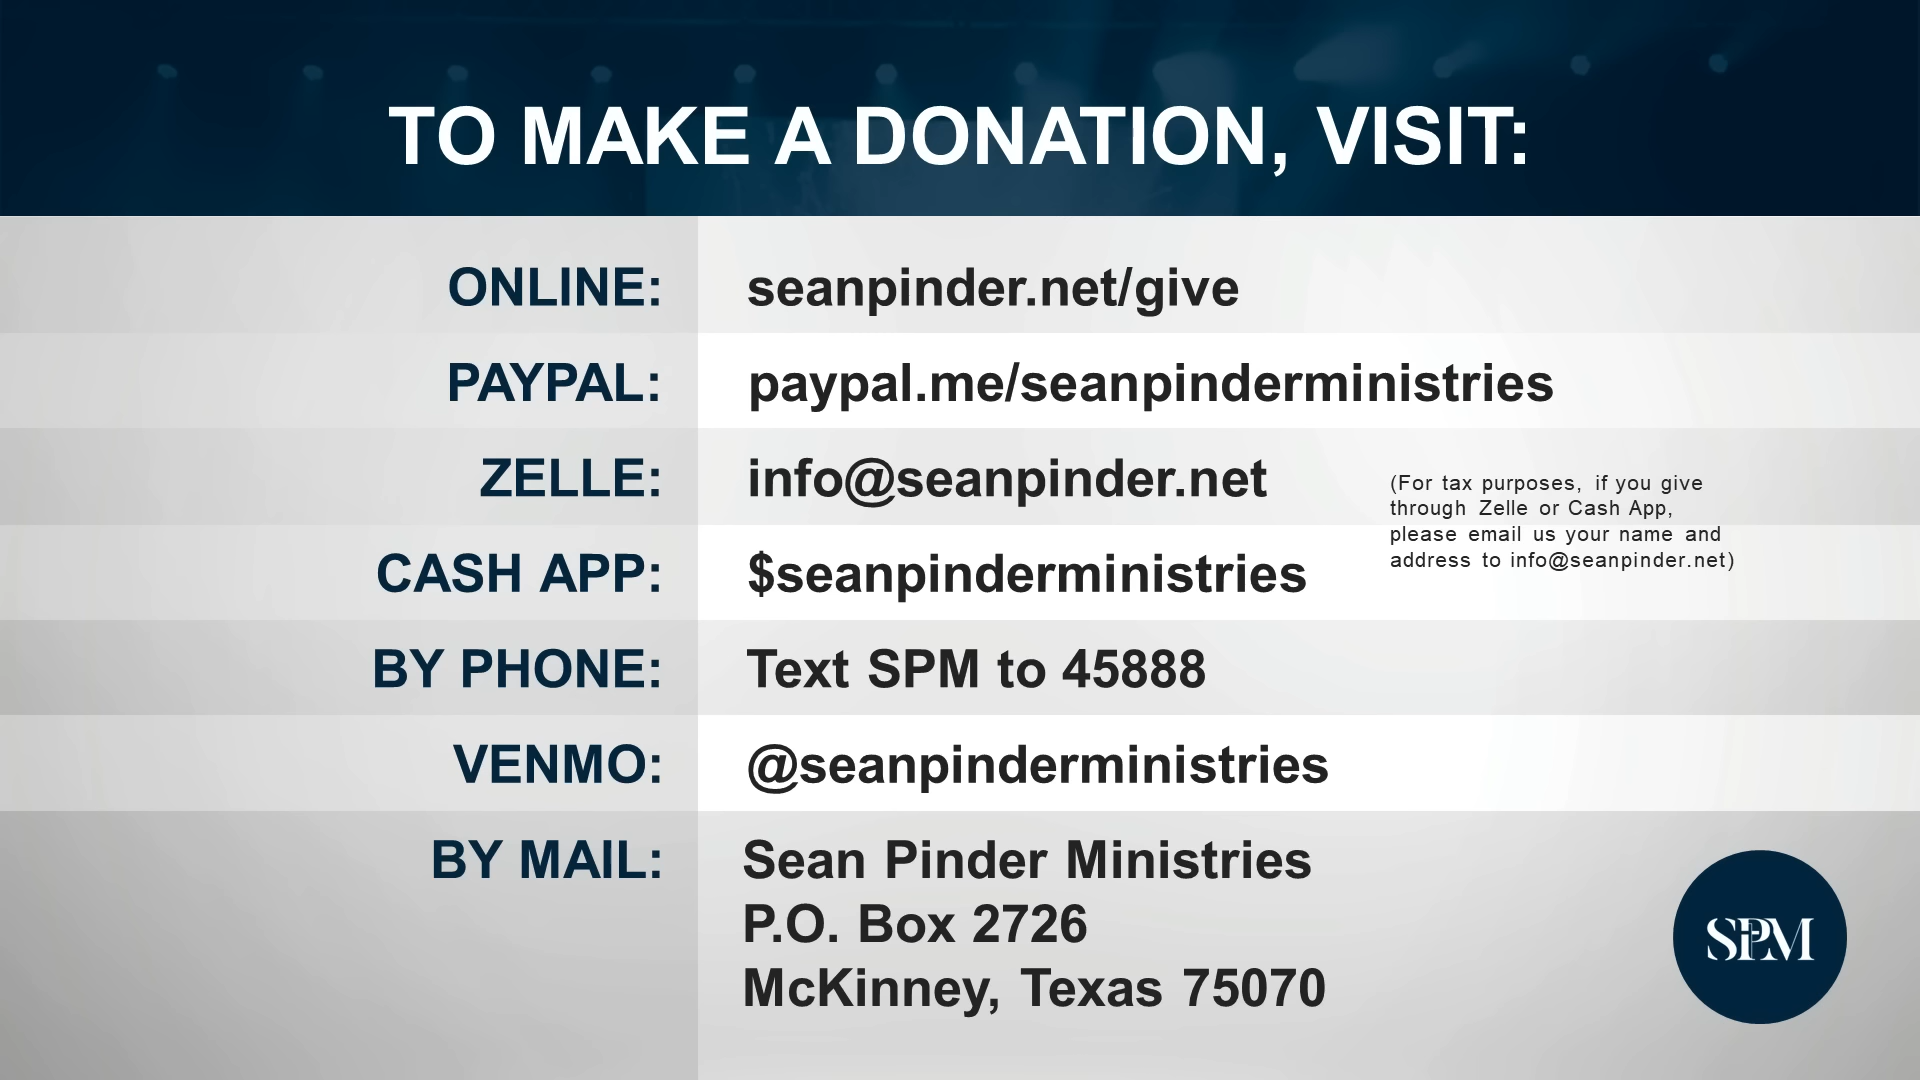 TO MAKE A DONATION, VISIT:
ONLINE: seanpinder.net/give
PAYPAL: paypal.me/seanpinderministries
ZELLE: info@seanpinder.net
CASH APP: $seanpinderministries
(For tax purposes, if you give
through Zelle or Cash App,
please email us your name and
address to info@seanpinder.net)
BY PHONE: Text SPM to 45888
VENMO: @seanpinderministries
BY MAIL: Sean Pinder Ministries
P.O. Box 2726
McKinney, Texas 75070
SPM